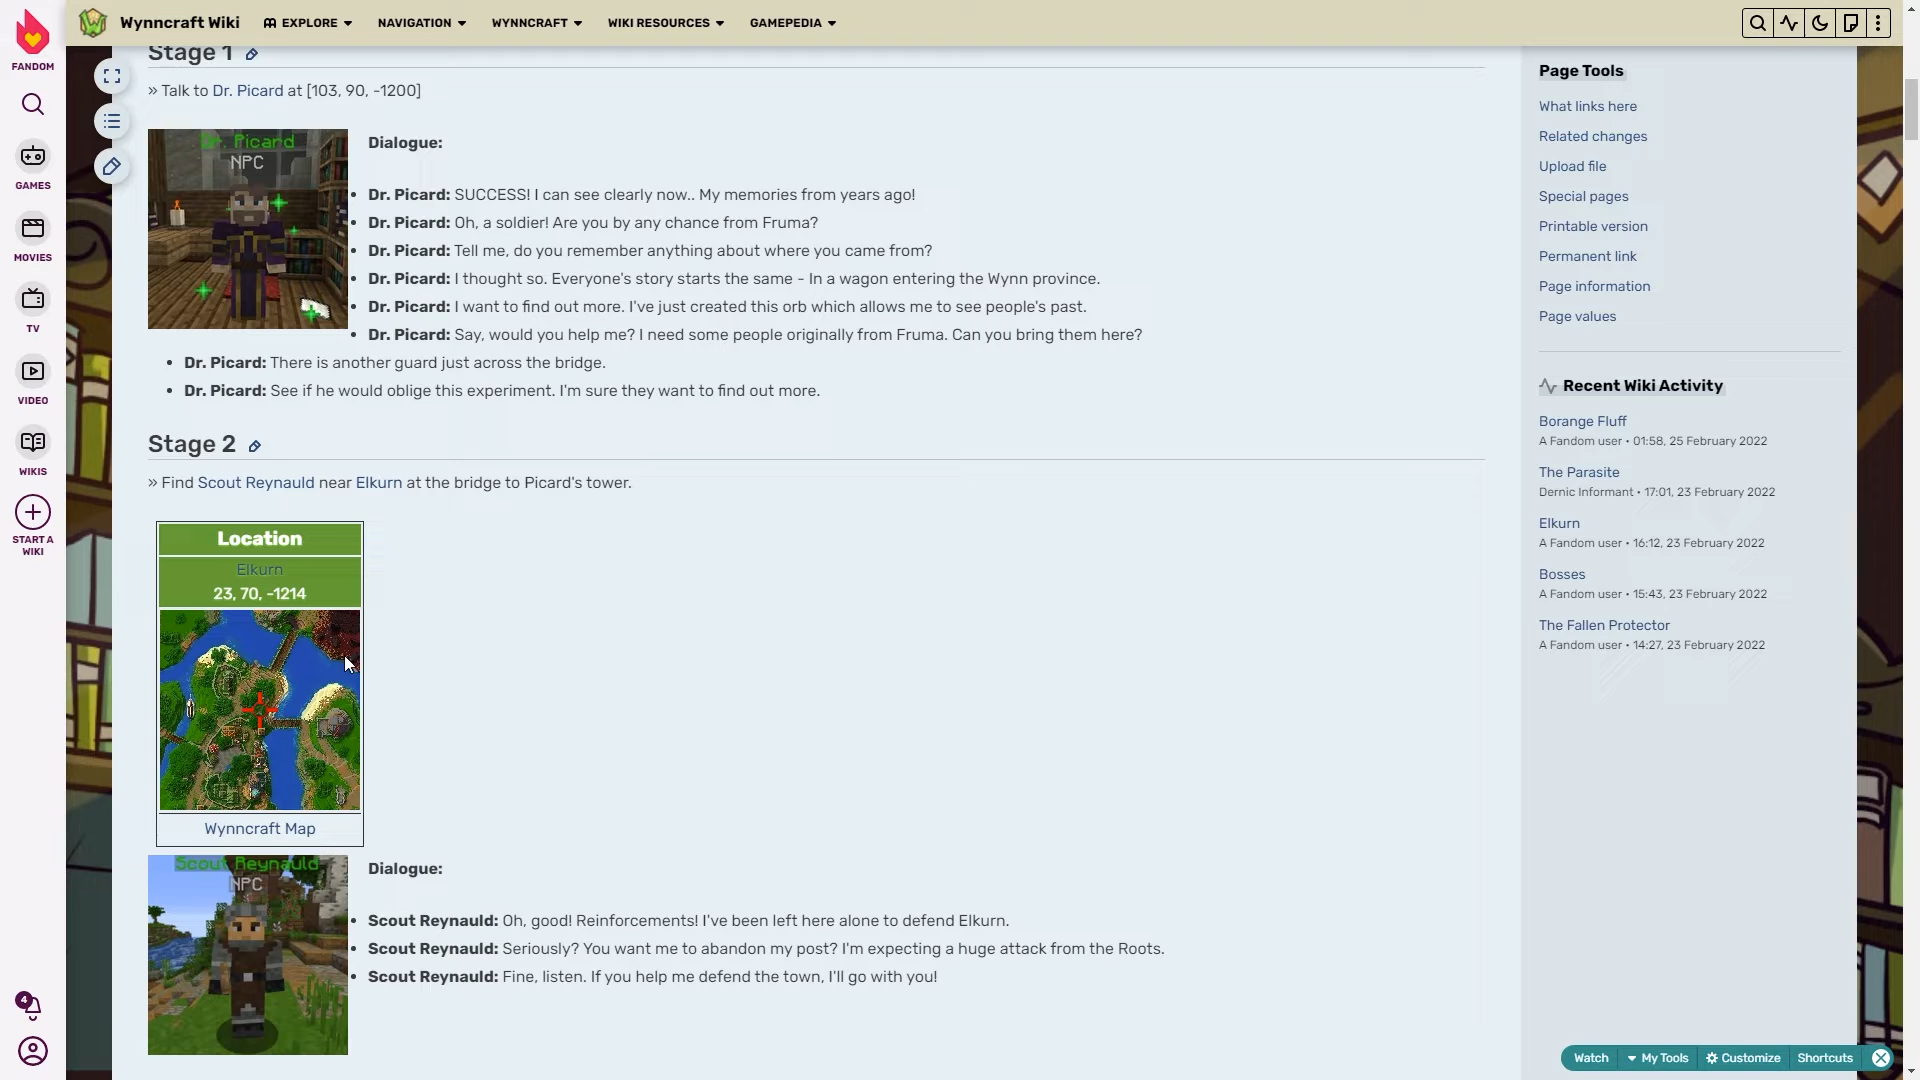 Wynncraft Wiki
EXPLORE
NAVIGATION
WYNNCRAFT
WIKI RESOURCES
GAMEPEDIA
FANDOM
GAMES
MOVIES
TV
VIDEO
WIKIS
START A
WIKI
4
Stage 1
» Talk to Dr. Picard at [103, 90, -1200]
Dr. Picard
NPC
Dialogue:
• Dr. Picard: SUCCESS! I can see clearly now.. My memories from years ago!
• Dr. Picard: Oh, a soldier! Are you by any chance from Fruma?
• Dr. Picard: Tell me, do you remember anything about where you came from?
• Dr. Picard: I thought so. Everyone's story starts the same - In a wagon entering the Wynn province.
• Dr. Picard: I want to find out more. I've just created this orb which allows me to see people's past.
• Dr. Picard: Say, would you help me? I need some people originally from Fruma. Can you bring them here?
• Dr. Picard: There is another guard just across the bridge.
• Dr. Picard: See if he would oblige this experiment. I'm sure they want to find out more.
Stage 2
» Find Scout Reynauld near Elkurn at the bridge to Picard's tower.
Location
Elkurn
23, 70, -1214
Wynncraft Map
Scout Reynauld
NPC
Dialogue:
• Scout Reynauld: Oh, good! Reinforcements! I've been left here alone to defend Elkurn.
• Scout Reynauld: Seriously? You want me to abandon my post? I'm expecting a huge attack from the Roots.
• Scout Reynauld: Fine, listen. If you help me defend the town, I'll go with you!
Page Tools
What links here
Related changes
Upload file
Special pages
Printable version
Permanent link
Page information
Page values
Recent Wiki Activity
Borange Fluff
A Fandom user • 01:58, 25 February 2022
The Parasite
Dernic Informant • 17:01, 23 February 2022
Elkurn
A Fandom user • 16:12, 23 February 2022
Bosses
A Fandom user • 15:43, 23 February 2022
The Fallen Protector
A Fandom user • 14:27, 23 February 2022
Watch
My Tools
Customize
Shortcuts